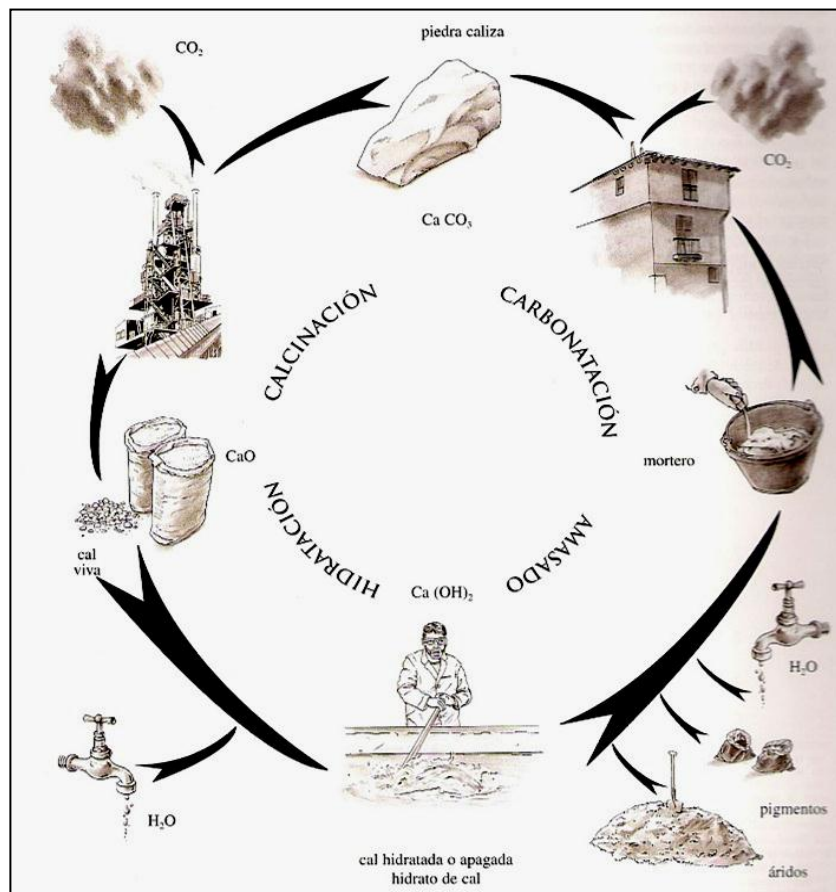 CO₂
piedra caliza
CO₂
Ca CO₃
CALCINACIÓN
CARBONATACIÓN
CaO
mortero
cal
viva
HIDRATACIÓN
AMASADO
Ca (OH)₂
H₂O
H₂O
pigmentos
cal hidratada o apagada
hidrato de cal
áridos